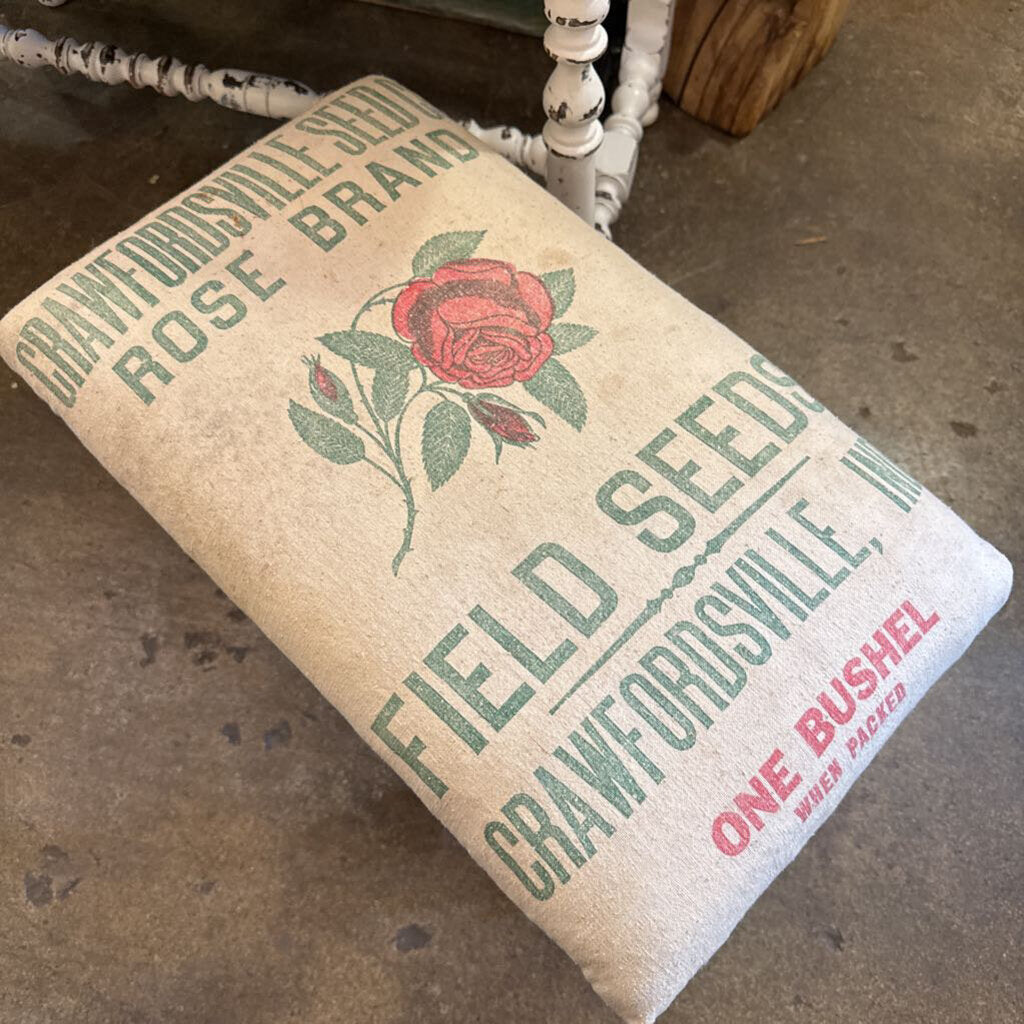 CRAWFORDSVILLE SEED
ROSE BRAND
FIELD SEEDS
CRAWFORDSVILLE,
ONE BUSHEL
WHEN PACKED